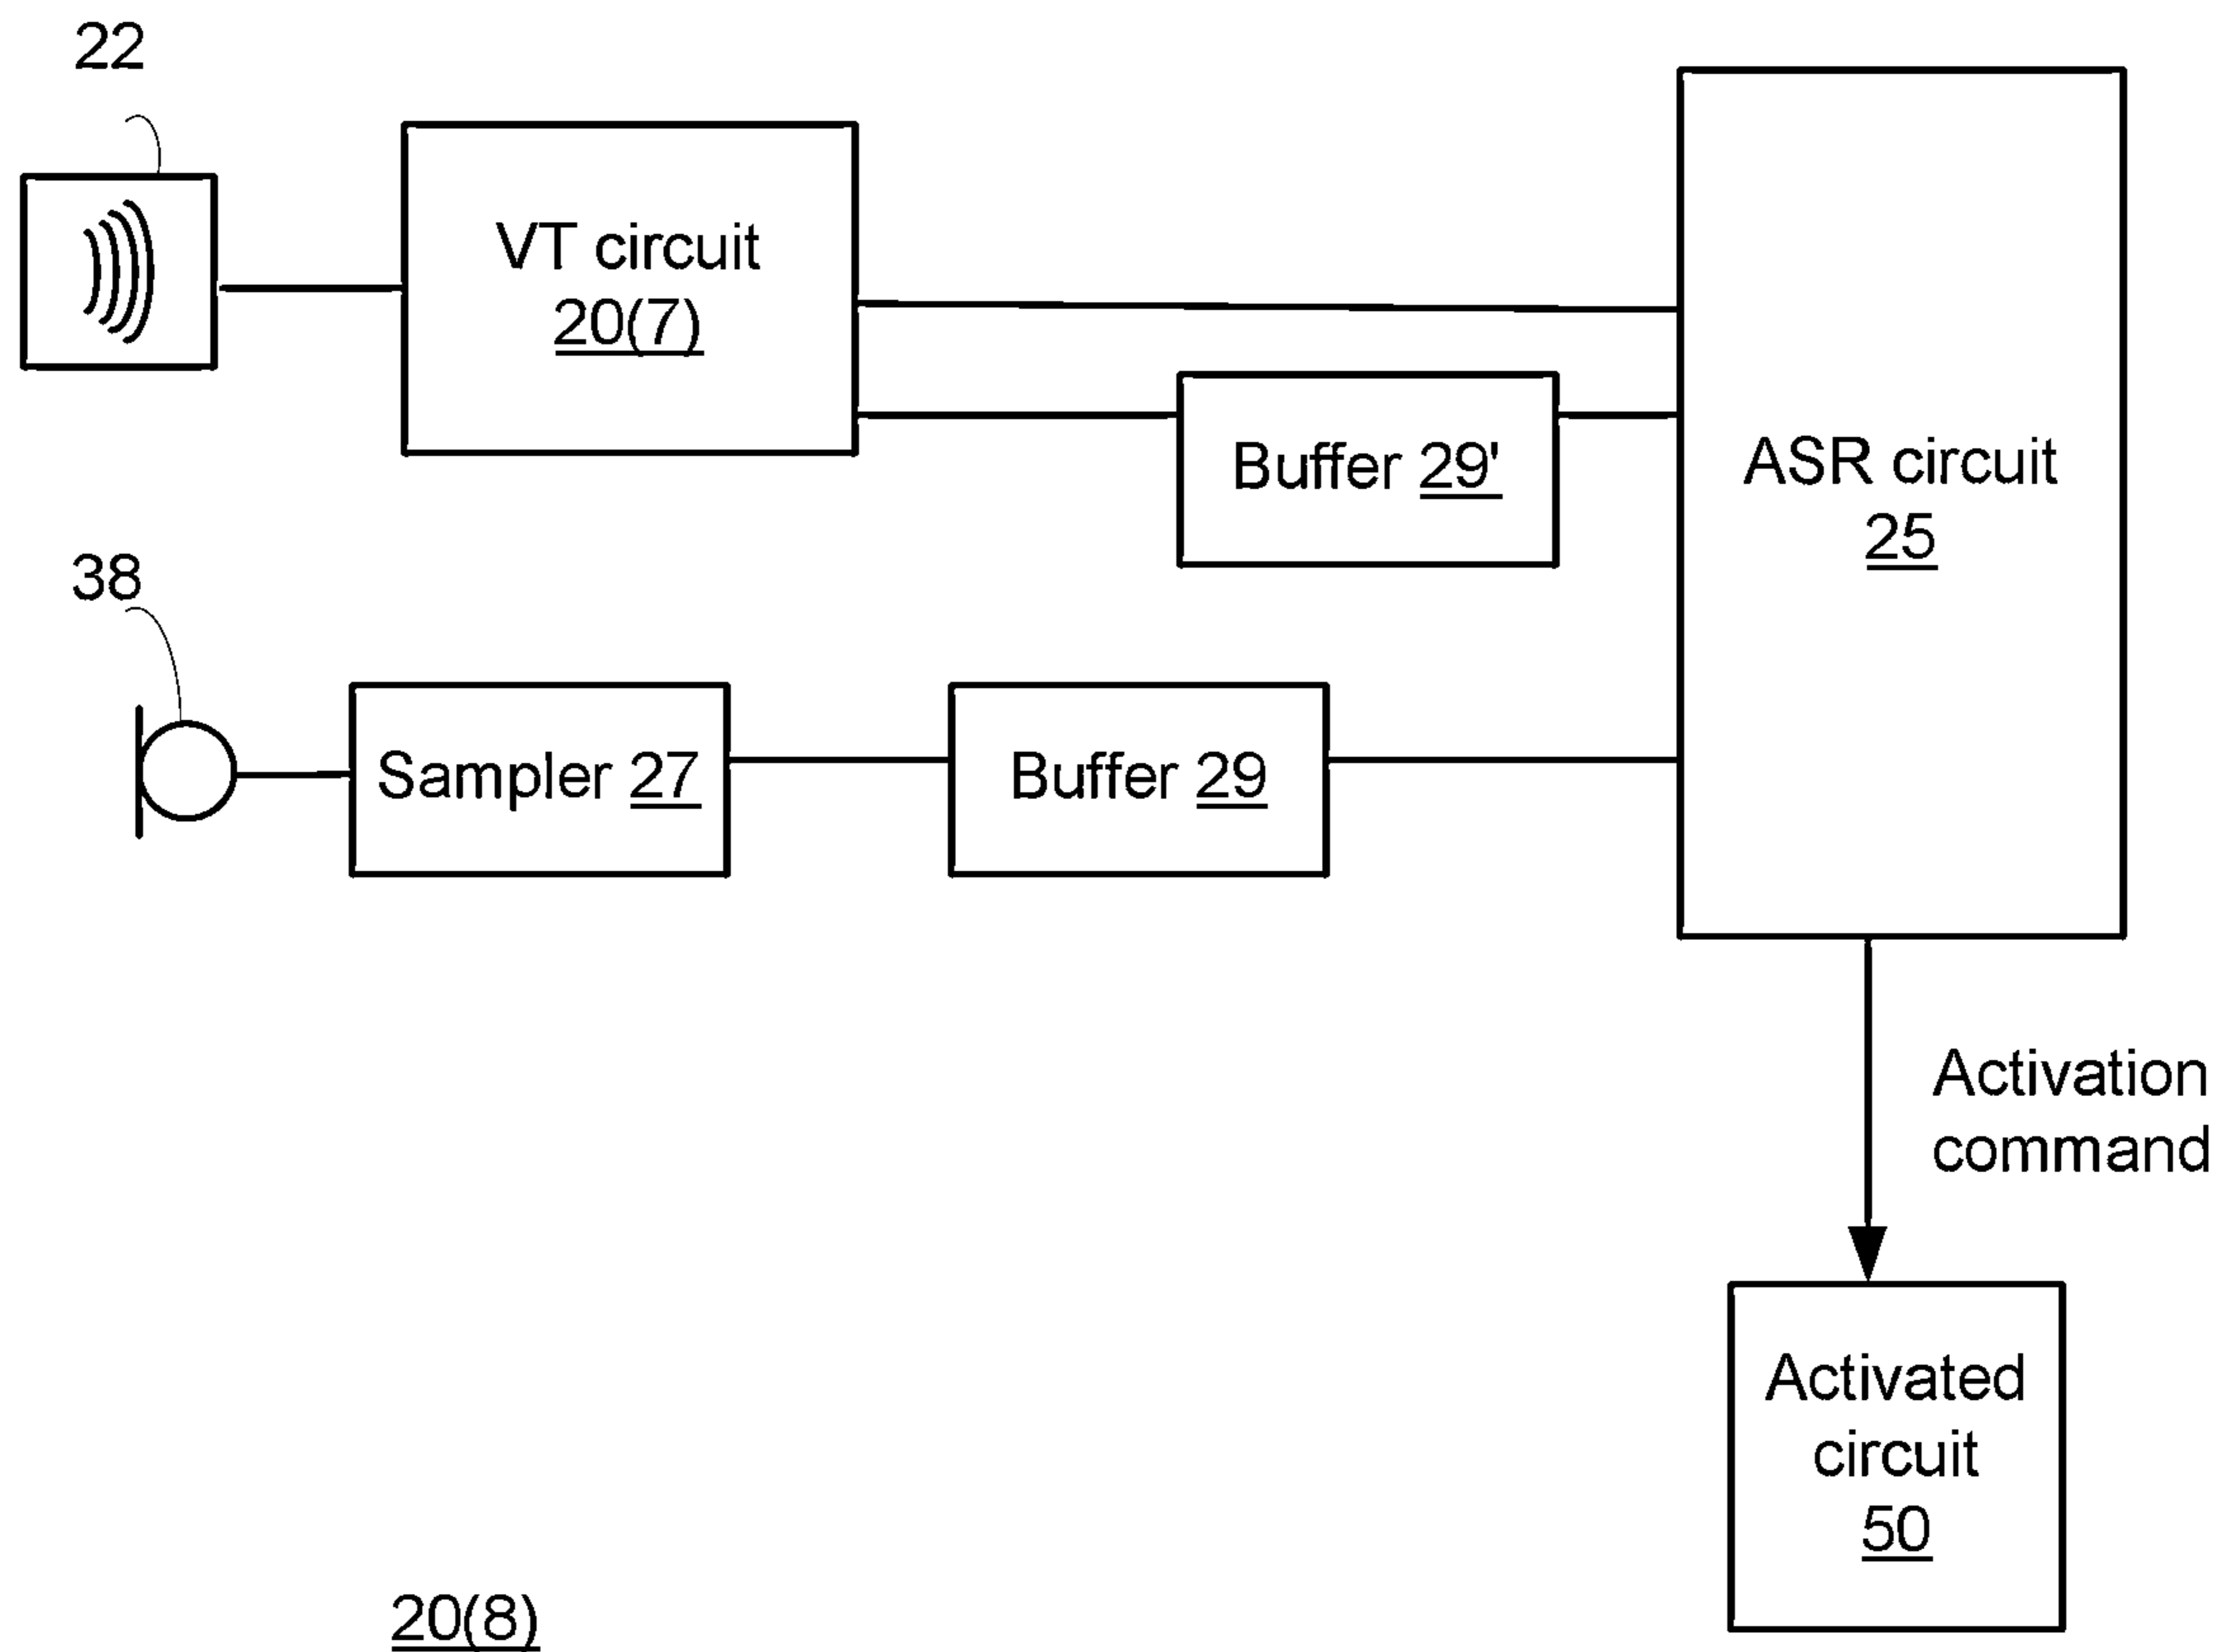 22
VT circuit
20(7)
Buffer 29'
ASR circuit
25
38
Sampler 27
Buffer 29
Activation
command
Activated
circuit
50
20(8)